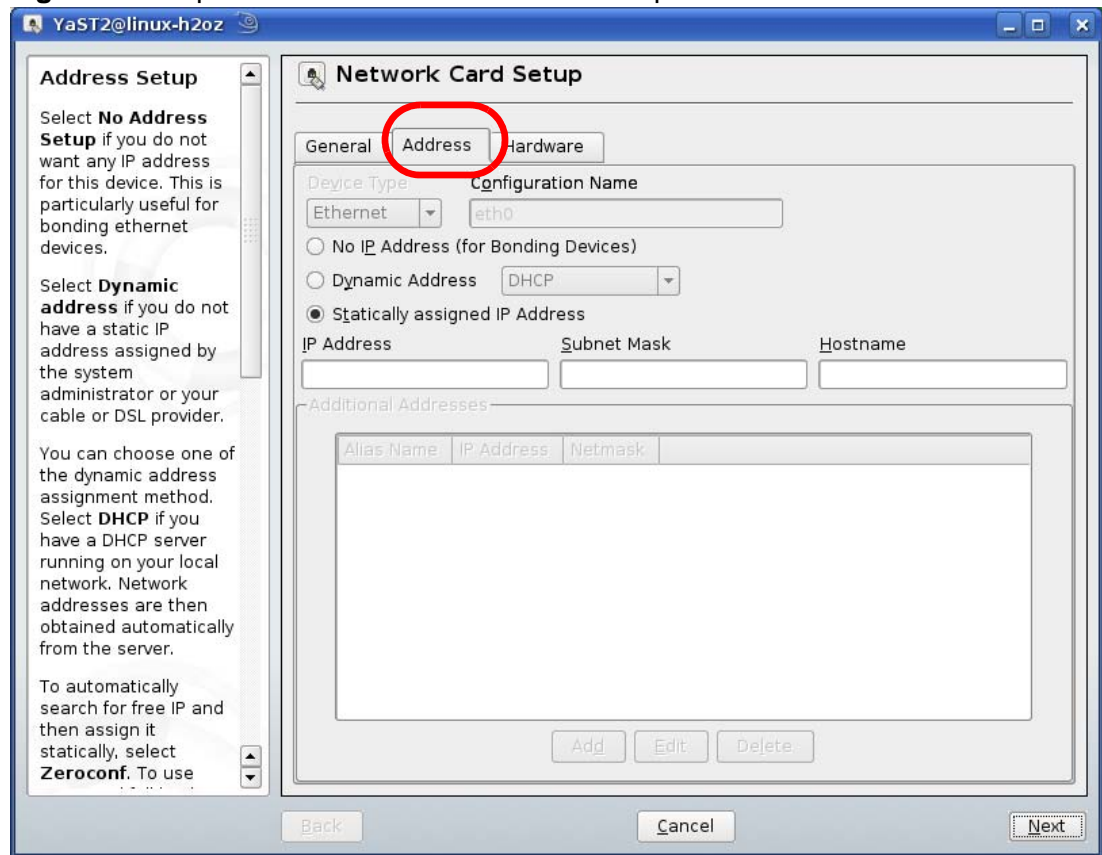 YaST2@linux-h2oz
Address Setup
Select No Address
Setup if you do not
want any IP address
for this device. This is
particularly useful for
bonding ethernet
devices.
Select Dynamic
address if you do not
have a static IP
address assigned by
the system
administrator or your
cable or DSL provider.
You can choose one of
the dynamic address
assignment method.
Select DHCP if you
have a DHCP server
running on your local
network. Network
addresses are then
obtained automatically
from the server.
To automatically
search for free IP and
then assign it
statically, select
Zeroconf. To use
Network Card Setup
General Address Hardware
Device Type Configuration Name
Ethernet eth0
No IP Address (for Bonding Devices)
Dynamic Address DHCP
Statically assigned IP Address
IP Address Subnet Mask Hostname
Additional Addresses
Alias Name IP Address Netmask
Add Edit Delete
Back Cancel Next